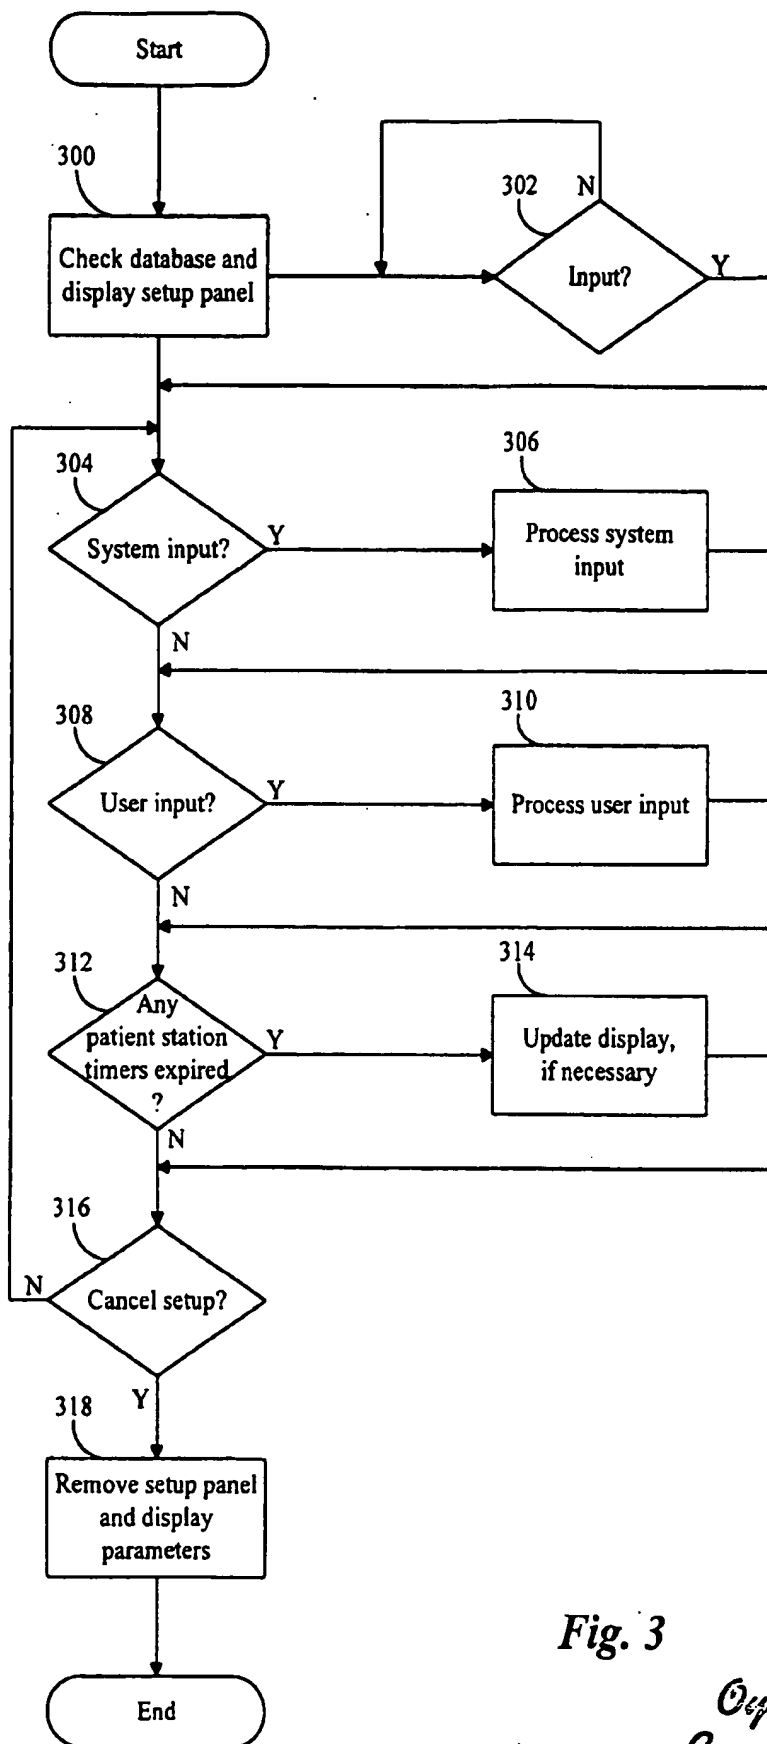 Start
300
Check database and
display setup panel
302
N
Input?
Y
304
System input?
Y
N
306
Process system
input
308
User input?
Y
N
310
Process user input
312
Any
patient station
timers expired
?
Y
N
314
Update display,
if necessary
316
N
Cancel setup?
Y
318
Remove setup panel
and display
parameters
End
Fig. 3